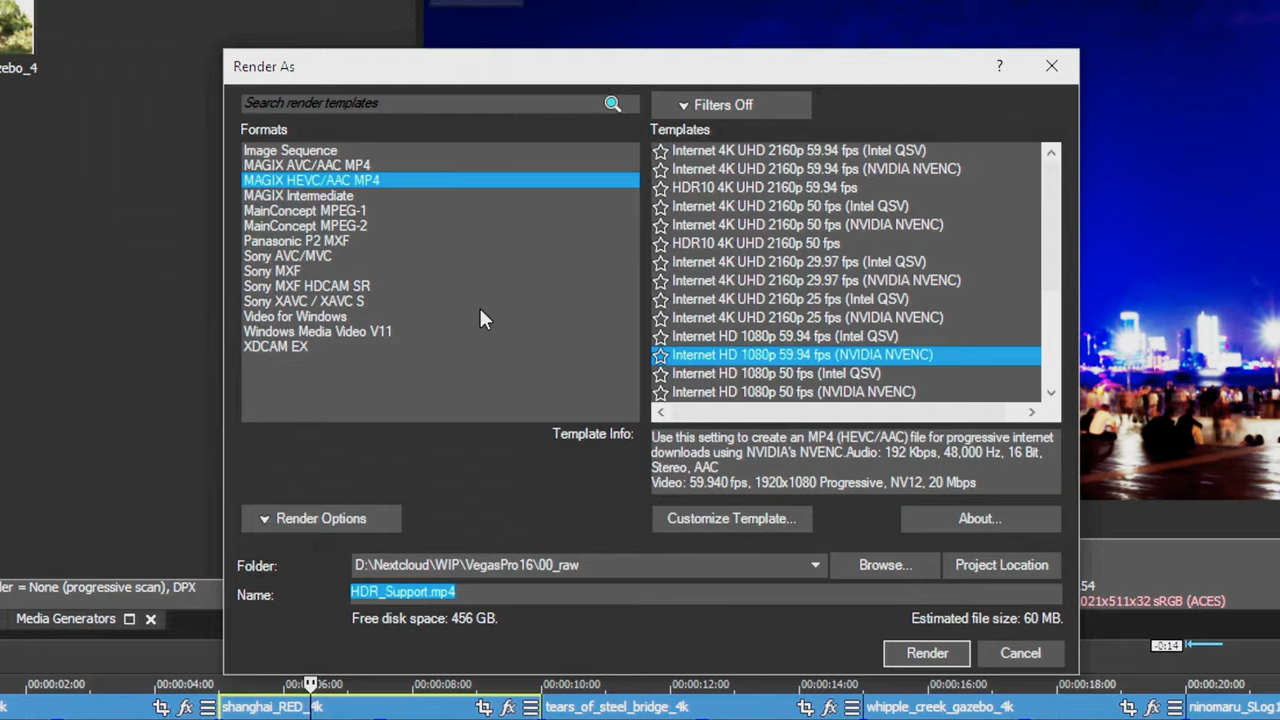 ebo_4
Render As
?
Search render templates
Filters Off
Formats
Image Sequence
MAGIX AVC/AAC MP4
MAGIX HEVC/AAC MP4
MAGIX Intermediate
MainConcept MPEG-1
MainConcept MPEG-2
Panasonic P2 MXF
Sony AVC/MVC
Sony MXF
Sony MXF HDCAM SR
Sony XAVC / XAVC S
Video for Windows
Windows Media Video V11
XDCAM EX
Templates
Internet 4K UHD 2160p 59.94 fps (Intel QSV)
Internet 4K UHD 2160p 59.94 fps (NVIDIA NVENC)
HDR10 4K UHD 2160p 59.94 fps
Internet 4K UHD 2160p 50 fps (Intel QSV)
Internet 4K UHD 2160p 50 fps (NVIDIA NVENC)
HDR10 4K UHD 2160p 50 fps
Internet 4K UHD 2160p 29.97 fps (Intel QSV)
Internet 4K UHD 2160p 29.97 fps (NVIDIA NVENC)
Internet 4K UHD 2160p 25 fps (Intel QSV)
Internet 4K UHD 2160p 25 fps (NVIDIA NVENC)
Internet HD 1080p 59.94 fps (Intel QSV)
Internet HD 1080p 59.94 fps (NVIDIA NVENC)
Internet HD 1080p 50 fps (Intel QSV)
Internet HD 1080p 50 fps (NVIDIA NVENC)
Template Info:
Use this setting to create an MP4 (HEVC/AAC) file for progressive internet
downloads using NVIDIA's NVENC.Audio: 192 Kbps, 48,000 Hz, 16 Bit,
Stereo, AAC
Video: 59.940 fps, 1920x1080 Progressive, NV12, 20 Mbps
Render Options
Customize Template...
About...
Folder:
D:\Nextcloud\WIP\VegasPro16\00_raw
Browse...
Project Location
Name:
HDR_Support.mp4
Free disk space: 456 GB.
Estimated file size: 60 MB.
Render
Cancel
der = None (progressive scan), DPX
54
021x511x32 sRGB (ACES)
Media Generators
-0:14
00:00:02:00
00:00:04:00
00:00:06:00
00:00:08:00
00:00:10:00
00:00:12:00
00:00:14:00
00:00:16:00
00:00:18:00
00:00:20:00
k
fx
shanghai_RED_4k
fx
tears_of_steel_bridge_4k
fx
whipple_creek_gazebo_4k
fx
ninomaru_SLog1